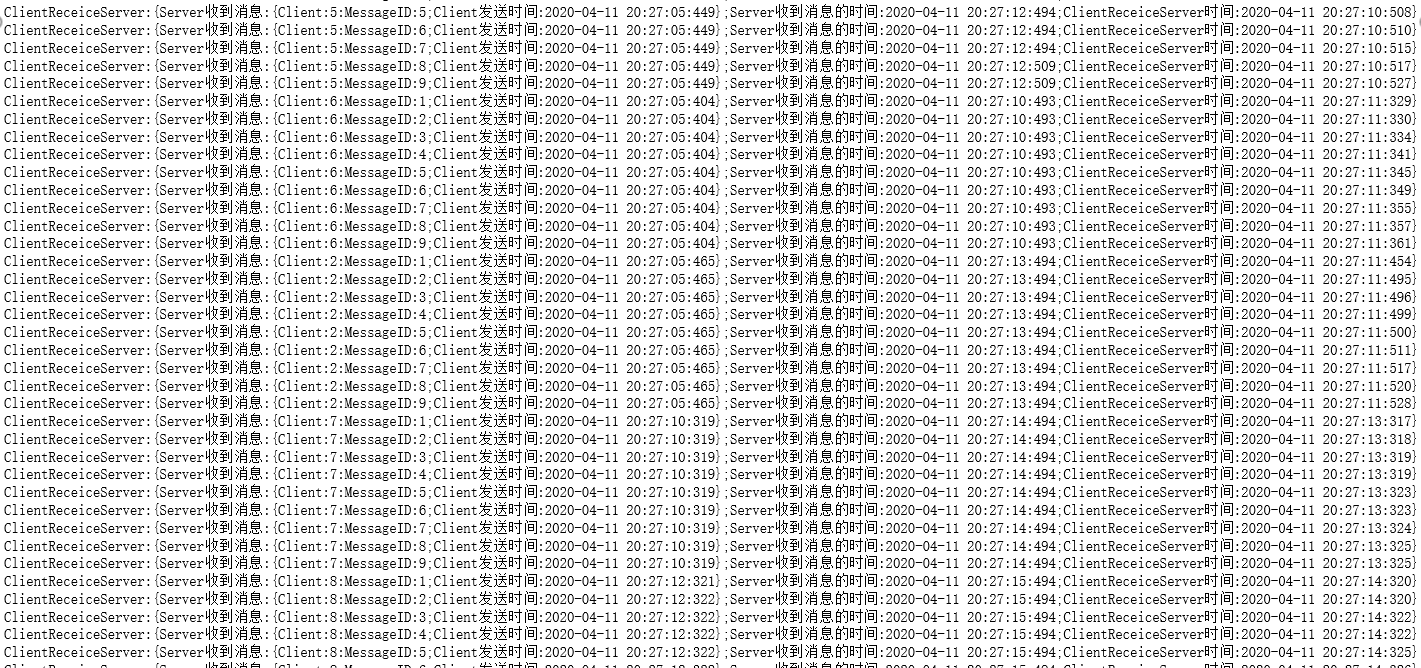 ClientReceiceServer:{Server收到消息:{Client:5:MessageID:5;Client发送时间:2020-04-11 20:27:05:449};Server收到消息的时间:2020-04-11 20:27:12:494;ClientReceiceServer时间:2020-04-11 20:27:10:508}
ClientReceiceServer:{Server收到消息:{Client:5:MessageID:6;Client发送时间:2020-04-11 20:27:05:449};Server收到消息的时间:2020-04-11 20:27:12:494;ClientReceiceServer时间:2020-04-11 20:27:10:510}
ClientReceiceServer:{Server收到消息:{Client:5:MessageID:7;Client发送时间:2020-04-11 20:27:05:449};Server收到消息的时间:2020-04-11 20:27:12:494;ClientReceiceServer时间:2020-04-11 20:27:10:515}
ClientReceiceServer:{Server收到消息:{Client:5:MessageID:8;Client发送时间:2020-04-11 20:27:05:449};Server收到消息的时间:2020-04-11 20:27:12:509;ClientReceiceServer时间:2020-04-11 20:27:10:517}
ClientReceiceServer:{Server收到消息:{Client:5:MessageID:9;Client发送时间:2020-04-11 20:27:05:449};Server收到消息的时间:2020-04-11 20:27:12:509;ClientReceiceServer时间:2020-04-11 20:27:10:527}
ClientReceiceServer:{Server收到消息:{Client:6:MessageID:1;Client发送时间:2020-04-11 20:27:05:404};Server收到消息的时间:2020-04-11 20:27:10:493;ClientReceiceServer时间:2020-04-11 20:27:11:329}
ClientReceiceServer:{Server收到消息:{Client:6:MessageID:2;Client发送时间:2020-04-11 20:27:05:404};Server收到消息的时间:2020-04-11 20:27:10:493;ClientReceiceServer时间:2020-04-11 20:27:11:330}
ClientReceiceServer:{Server收到消息:{Client:6:MessageID:3;Client发送时间:2020-04-11 20:27:05:404};Server收到消息的时间:2020-04-11 20:27:10:493;ClientReceiceServer时间:2020-04-11 20:27:11:334}
ClientReceiceServer:{Server收到消息:{Client:6:MessageID:4;Client发送时间:2020-04-11 20:27:05:404};Server收到消息的时间:2020-04-11 20:27:10:493;ClientReceiceServer时间:2020-04-11 20:27:11:341}
ClientReceiceServer:{Server收到消息:{Client:6:MessageID:5;Client发送时间:2020-04-11 20:27:05:404};Server收到消息的时间:2020-04-11 20:27:10:493;ClientReceiceServer时间:2020-04-11 20:27:11:345}
ClientReceiceServer:{Server收到消息:{Client:6:MessageID:6;Client发送时间:2020-04-11 20:27:05:404};Server收到消息的时间:2020-04-11 20:27:10:493;ClientReceiceServer时间:2020-04-11 20:27:11:349}
ClientReceiceServer:{Server收到消息:{Client:6:MessageID:7;Client发送时间:2020-04-11 20:27:05:404};Server收到消息的时间:2020-04-11 20:27:10:493;ClientReceiceServer时间:2020-04-11 20:27:11:355}
ClientReceiceServer:{Server收到消息:{Client:6:MessageID:8;Client发送时间:2020-04-11 20:27:05:404};Server收到消息的时间:2020-04-11 20:27:10:493;ClientReceiceServer时间:2020-04-11 20:27:11:357}
ClientReceiceServer:{Server收到消息:{Client:6:MessageID:9;Client发送时间:2020-04-11 20:27:05:404};Server收到消息的时间:2020-04-11 20:27:10:493;ClientReceiceServer时间:2020-04-11 20:27:11:361}
ClientReceiceServer:{Server收到消息:{Client:2:MessageID:1;Client发送时间:2020-04-11 20:27:05:465};Server收到消息的时间:2020-04-11 20:27:13:494;ClientReceiceServer时间:2020-04-11 20:27:11:454}
ClientReceiceServer:{Server收到消息:{Client:2:MessageID:2;Client发送时间:2020-04-11 20:27:05:465};Server收到消息的时间:2020-04-11 20:27:13:494;ClientReceiceServer时间:2020-04-11 20:27:11:495}
ClientReceiceServer:{Server收到消息:{Client:2:MessageID:3;Client发送时间:2020-04-11 20:27:05:465};Server收到消息的时间:2020-04-11 20:27:13:494;ClientReceiceServer时间:2020-04-11 20:27:11:496}
ClientReceiceServer:{Server收到消息:{Client:2:MessageID:4;Client发送时间:2020-04-11 20:27:05:465};Server收到消息的时间:2020-04-11 20:27:13:494;ClientReceiceServer时间:2020-04-11 20:27:11:499}
ClientReceiceServer:{Server收到消息:{Client:2:MessageID:5;Client发送时间:2020-04-11 20:27:05:465};Server收到消息的时间:2020-04-11 20:27:13:494;ClientReceiceServer时间:2020-04-11 20:27:11:500}
ClientReceiceServer:{Server收到消息:{Client:2:MessageID:6;Client发送时间:2020-04-11 20:27:05:465};Server收到消息的时间:2020-04-11 20:27:13:494;ClientReceiceServer时间:2020-04-11 20:27:11:511}
ClientReceiceServer:{Server收到消息:{Client:2:MessageID:7;Client发送时间:2020-04-11 20:27:05:465};Server收到消息的时间:2020-04-11 20:27:13:494;ClientReceiceServer时间:2020-04-11 20:27:11:517}
ClientReceiceServer:{Server收到消息:{Client:2:MessageID:8;Client发送时间:2020-04-11 20:27:05:465};Server收到消息的时间:2020-04-11 20:27:13:494;ClientReceiceServer时间:2020-04-11 20:27:11:520}
ClientReceiceServer:{Server收到消息:{Client:2:MessageID:9;Client发送时间:2020-04-11 20:27:05:465};Server收到消息的时间:2020-04-11 20:27:13:494;ClientReceiceServer时间:2020-04-11 20:27:11:528}
ClientReceiceServer:{Server收到消息:{Client:7:MessageID:1;Client发送时间:2020-04-11 20:27:10:319};Server收到消息的时间:2020-04-11 20:27:14:494;ClientReceiceServer时间:2020-04-11 20:27:13:317}
ClientReceiceServer:{Server收到消息:{Client:7:MessageID:2;Client发送时间:2020-04-11 20:27:10:319};Server收到消息的时间:2020-04-11 20:27:14:494;ClientReceiceServer时间:2020-04-11 20:27:13:318}
ClientReceiceServer:{Server收到消息:{Client:7:MessageID:3;Client发送时间:2020-04-11 20:27:10:319};Server收到消息的时间:2020-04-11 20:27:14:494;ClientReceiceServer时间:2020-04-11 20:27:13:319}
ClientReceiceServer:{Server收到消息:{Client:7:MessageID:4;Client发送时间:2020-04-11 20:27:10:319};Server收到消息的时间:2020-04-11 20:27:14:494;ClientReceiceServer时间:2020-04-11 20:27:13:319}
ClientReceiceServer:{Server收到消息:{Client:7:MessageID:5;Client发送时间:2020-04-11 20:27:10:319};Server收到消息的时间:2020-04-11 20:27:14:494;ClientReceiceServer时间:2020-04-11 20:27:13:323}
ClientReceiceServer:{Server收到消息:{Client:7:MessageID:6;Client发送时间:2020-04-11 20:27:10:319};Server收到消息的时间:2020-04-11 20:27:14:494;ClientReceiceServer时间:2020-04-11 20:27:13:323}
ClientReceiceServer:{Server收到消息:{Client:7:MessageID:7;Client发送时间:2020-04-11 20:27:10:319};Server收到消息的时间:2020-04-11 20:27:14:494;ClientReceiceServer时间:2020-04-11 20:27:13:324}
ClientReceiceServer:{Server收到消息:{Client:7:MessageID:8;Client发送时间:2020-04-11 20:27:10:319};Server收到消息的时间:2020-04-11 20:27:14:494;ClientReceiceServer时间:2020-04-11 20:27:13:325}
ClientReceiceServer:{Server收到消息:{Client:7:MessageID:9;Client发送时间:2020-04-11 20:27:10:319};Server收到消息的时间:2020-04-11 20:27:14:494;ClientReceiceServer时间:2020-04-11 20:27:13:325}
ClientReceiceServer:{Server收到消息:{Client:8:MessageID:1;Client发送时间:2020-04-11 20:27:12:321};Server收到消息的时间:2020-04-11 20:27:15:494;ClientReceiceServer时间:2020-04-11 20:27:14:320}
ClientReceiceServer:{Server收到消息:{Client:8:MessageID:2;Client发送时间:2020-04-11 20:27:12:322};Server收到消息的时间:2020-04-11 20:27:15:494;ClientReceiceServer时间:2020-04-11 20:27:14:320}
ClientReceiceServer:{Server收到消息:{Client:8:MessageID:3;Client发送时间:2020-04-11 20:27:12:322};Server收到消息的时间:2020-04-11 20:27:15:494;ClientReceiceServer时间:2020-04-11 20:27:14:322}
ClientReceiceServer:{Server收到消息:{Client:8:MessageID:4;Client发送时间:2020-04-11 20:27:12:322};Server收到消息的时间:2020-04-11 20:27:15:494;ClientReceiceServer时间:2020-04-11 20:27:14:322}
ClientReceiceServer:{Server收到消息:{Client:8:MessageID:5;Client发送时间:2020-04-11 20:27:12:322};Server收到消息的时间:2020-04-11 20:27:15:494;ClientReceiceServer时间:2020-04-11 20:27:14:325}